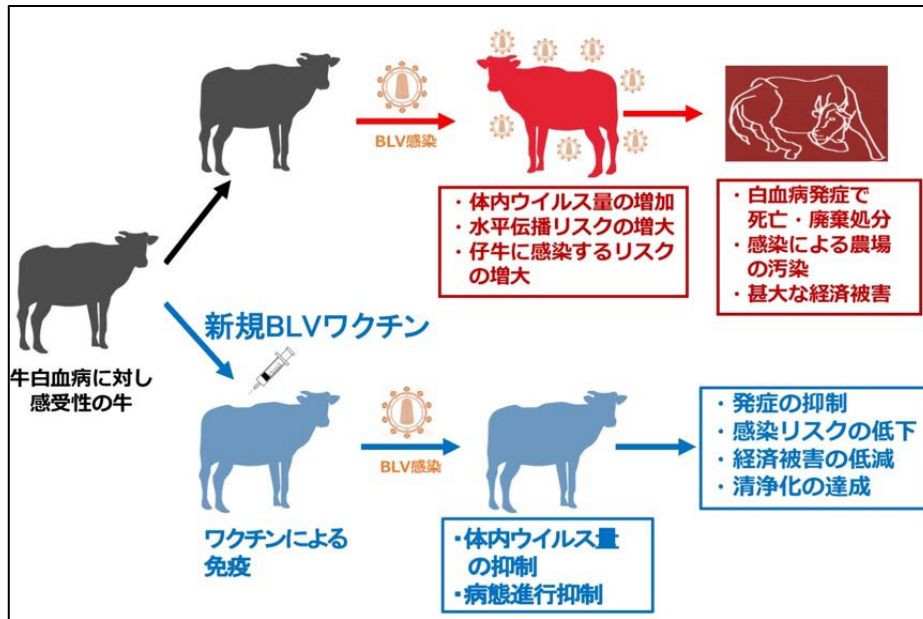 BLV感染
・体内ウイルス量の増加
・水平伝播リスクの増大
・仔牛に感染するリスク
の増大
・白血病発症で
死亡・廃棄処分
・感染による農場
の汚染
・甚大な経済被害
牛白血病に対し
感受性の牛
新規BLVワクチン
ワクチンによる
免疫
BLV感染
・体内ウイルス量
の抑制
・病態進行抑制
・発症の抑制
・感染リスクの低下
・経済被害の低減
・清浄化の達成